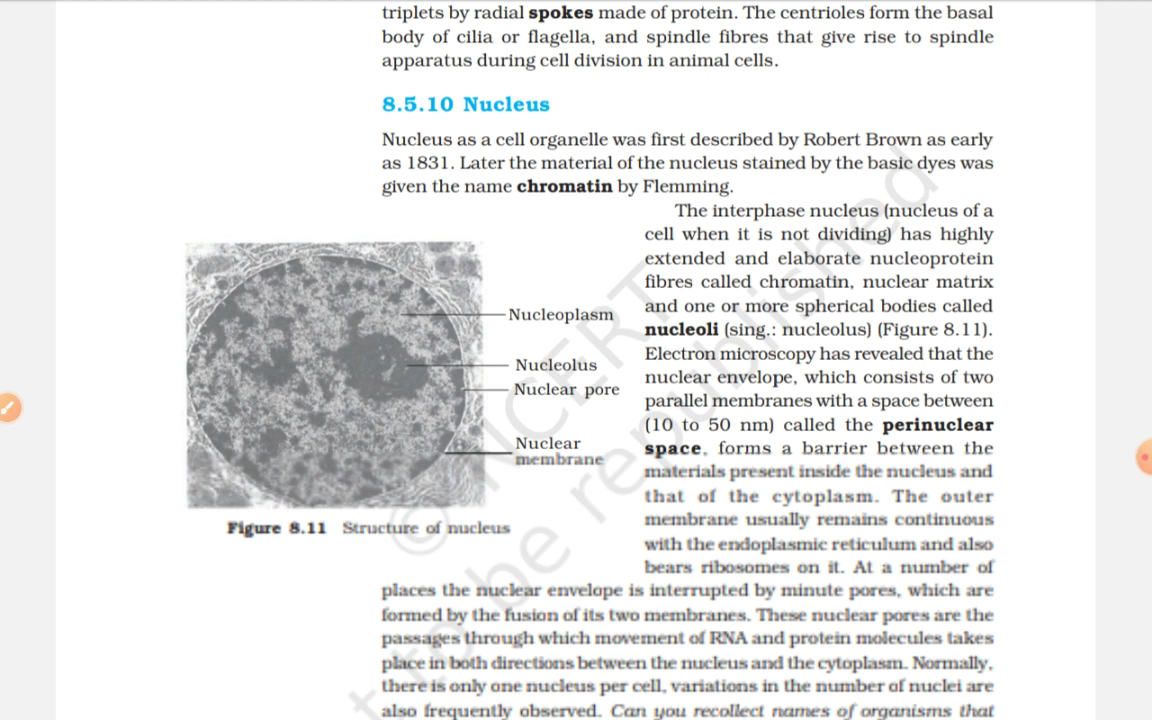 triplets by radial spokes made of protein. The centrioles form the basal
body of cilia or flagella, and spindle fibres that give rise to spindle
apparatus during cell division in animal cells.
8.5.10 Nucleus
Nucleus as a cell organelle was first described by Robert Brown as early
as 1831. Later the material of the nucleus stained by the basic dyes was
given the name chromatin by Flemming.
The interphase nucleus (nucleus of a
cell when it is not dividing) has highly
extended and elaborate nucleoprotein
fibres called chromatin, nuclear matrix
and one or more spherical bodies called
nucleoli (sing.: nucleolus) (Figure 8.11).
Electron microscopy has revealed that the
nuclear envelope, which consists of two
parallel membranes with a space between
(10 to 50 nm) called the perinuclear
space, forms a barrier between the
materials present inside the nucleus and
that of the cytoplasm. The outer
membrane usually remains continuous
with the endoplasmic reticulum and also
bears ribosomes on it. At a number of
places the nuclear envelope is interrupted by minute pores, which are
formed by the fusion of its two membranes. These nuclear pores are the
passages through which movement of RNA and protein molecules takes
place in both directions between the nucleus and the cytoplasm. Normally,
there is only one nucleus per cell, variations in the number of nuclei are
also frequently observed. Can you recollect names of organisms that
Nucleoplasm
Nucleolus
Nuclear pore
Nuclear
membrane
Figure 8.11 Structure of nucleus
© NCERT
t to be republished